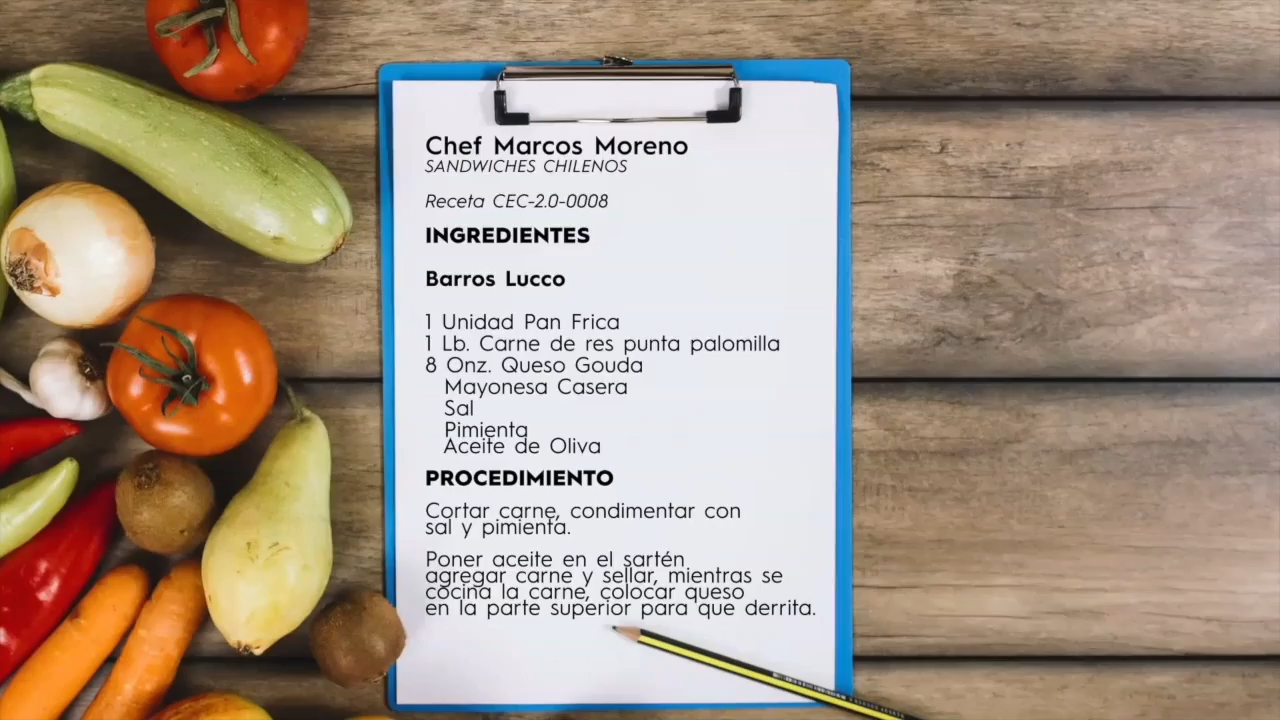 Chef Marcos Moreno
SANDWICHES CHILENOS
Receta CEC-2.0-0008
INGREDIENTES
Barros Lucco
1 Unidad Pan Frica
1 Lb. Carne de res punta palomilla
8 Onz. Queso Gouda
Mayonesa Casera
Sal
Pimienta
Aceite de Oliva
PROCEDIMIENTO
Cortar carne, condimentar con
sal y pimienta.
Poner aceite en el sartén
agregar carne y sellar, mientras se
cocina la carne, colocar queso
en la parte superior para que derrita.